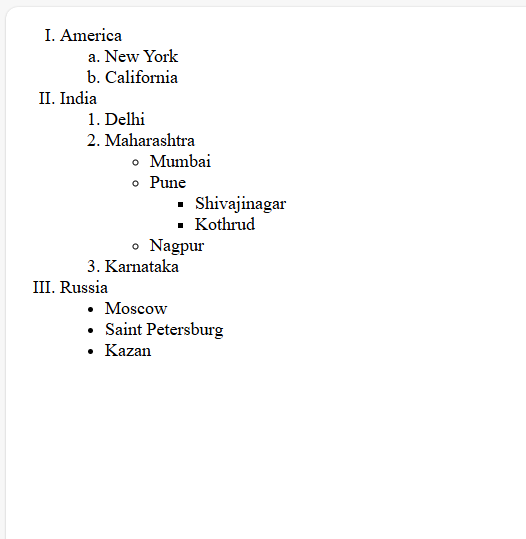 I. America
a. New York
b. California
II. India
1. Delhi
2. Maharashtra
◦ Mumbai
◦ Pune
▪ Shivajinagar
▪ Kothrud
◦ Nagpur
3. Karnataka
III. Russia
• Moscow
• Saint Petersburg
• Kazan